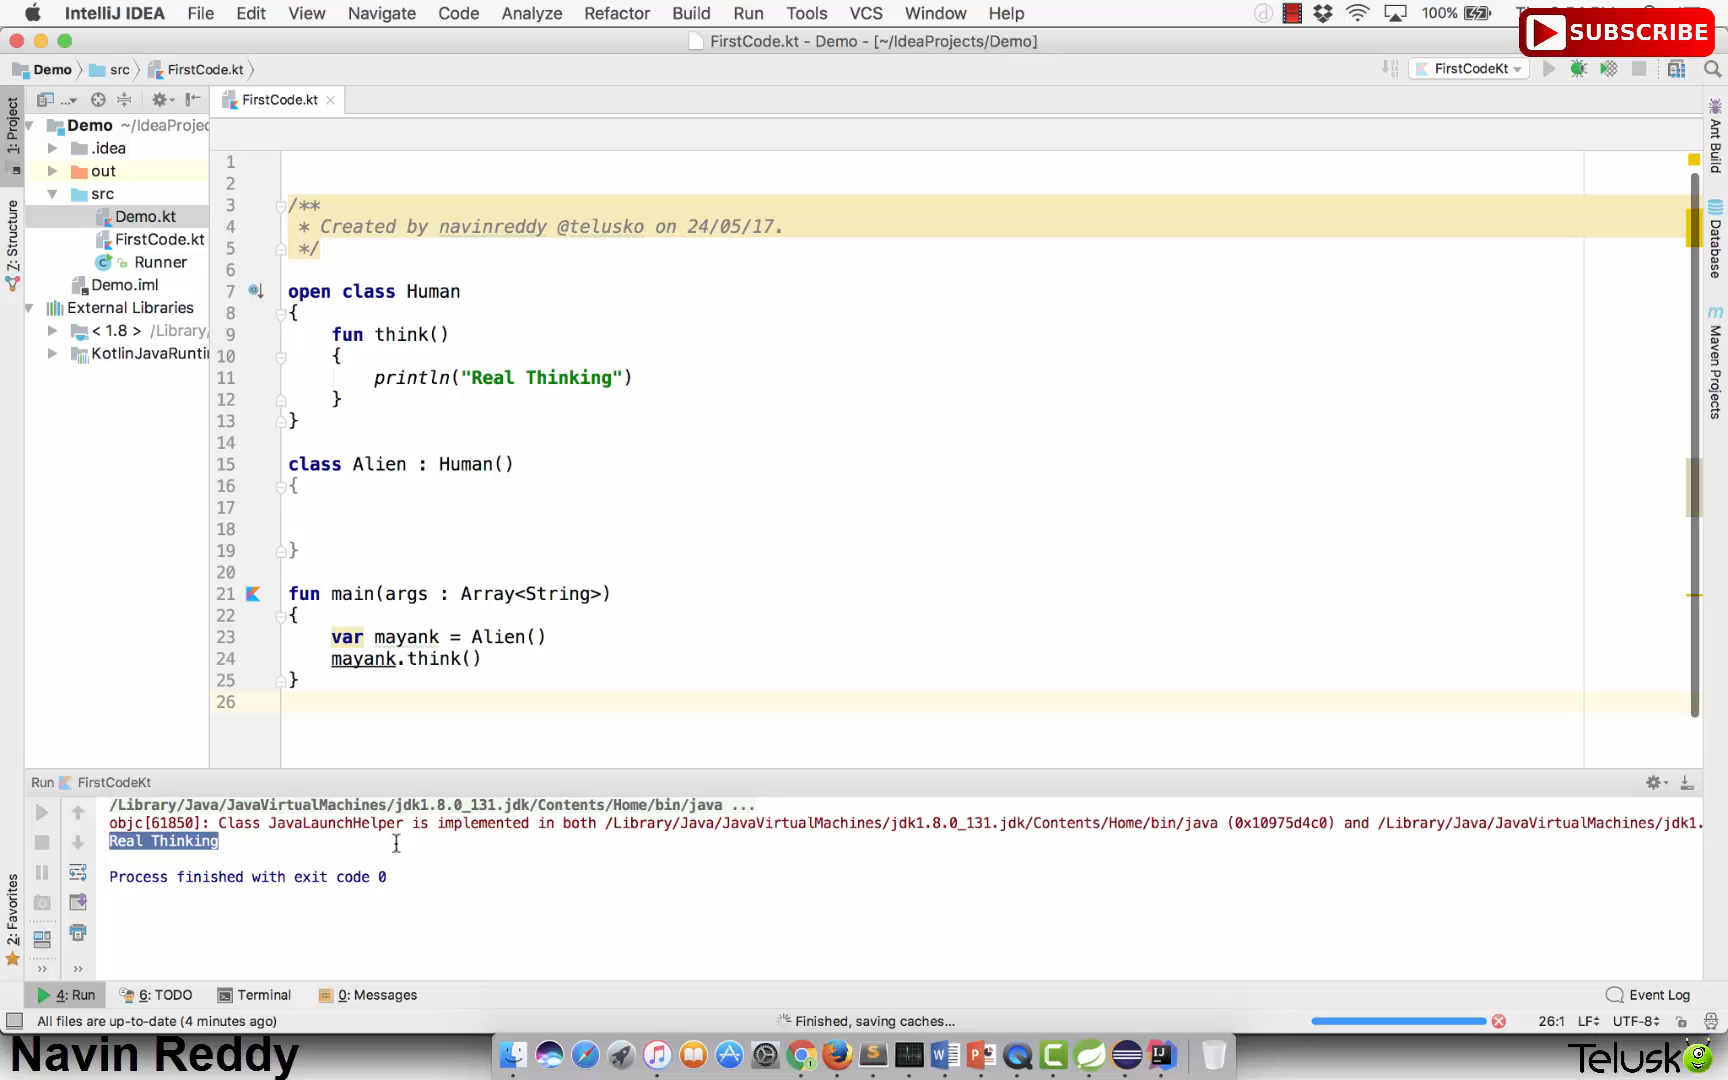 IntelliJ IDEA File Edit View Navigate Code Analyze Refactor Build Run Tools VCS Window Help 100%
SUBSCRIBE
FirstCode.kt - Demo - [~/IdeaProjects/Demo]
Demo src FirstCode.kt FirstCodeKt
1: Project
Z: Structure
2: Favorites
Demo ~/IdeaProjec
.idea
out
src
Demo.kt
FirstCode.kt
Runner
Demo.iml
External Libraries
< 1.8 > /Library/
KotlinJavaRuntin
FirstCode.kt
1
2
3 /**
4 * Created by navinreddy @telusko on 24/05/17.
5 */
6
7 open class Human
8 {
9 fun think()
10 {
11 println("Real Thinking")
12 }
13 }
14
15 class Alien : Human()
16 {
17
18
19 }
20
21 fun main(args : Array<String>)
22 {
23 var mayank = Alien()
24 mayank.think()
25 }
26
Ant Build
Database
m Maven Projects
Run FirstCodeKt
/Library/Java/JavaVirtualMachines/jdk1.8.0_131.jdk/Contents/Home/bin/java ...
objc[61850]: Class JavaLaunchHelper is implemented in both /Library/Java/JavaVirtualMachines/jdk1.8.0_131.jdk/Contents/Home/bin/java (0x10975d4c0) and /Library/Java/JavaVirtualMachines/jdk1.
Real Thinking
Process finished with exit code 0
4: Run 6: TODO Terminal 0: Messages Event Log
All files are up-to-date (4 minutes ago) Finished, saving caches... 26:1 LF UTF-8
Navin Reddy
Telusko